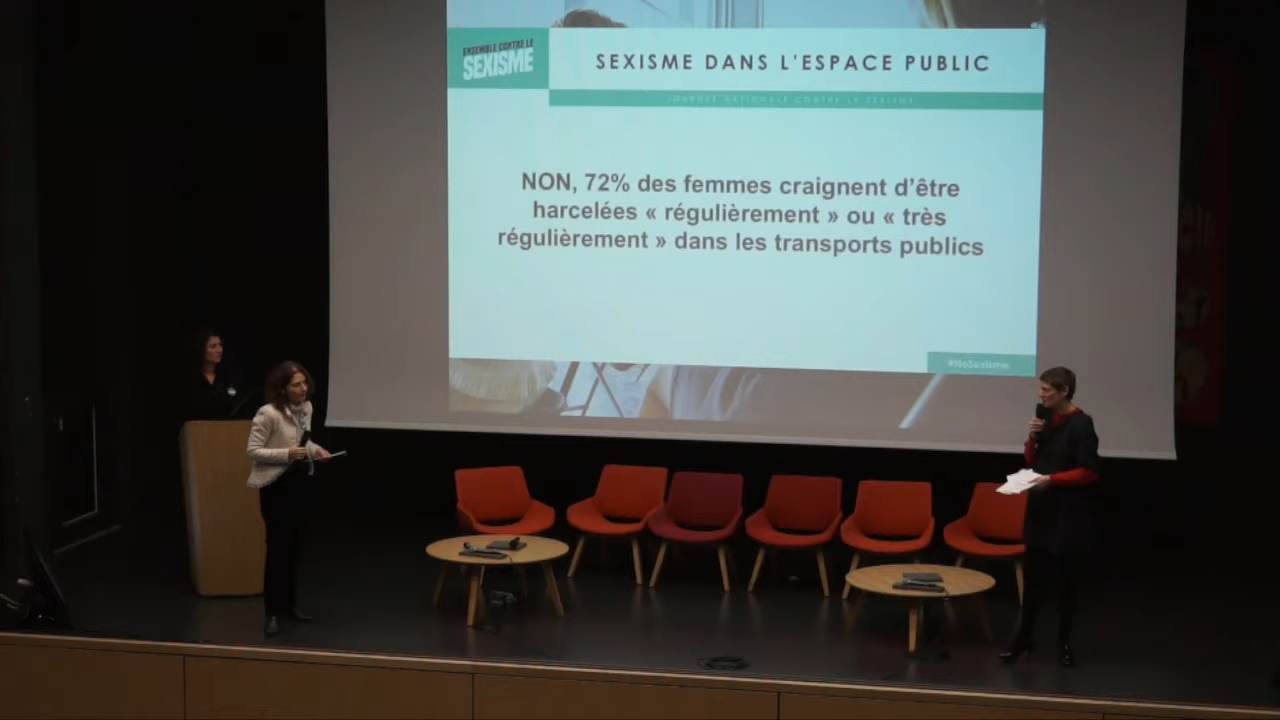 ENSEMBLE CONTRE LE
SEXISME
SEXISME DANS L'ESPACE PUBLIC
JOURNÉE NATIONALE CONTRE LE SEXISME
NON, 72% des femmes craignent d'être
harcelées « régulièrement » ou « très
régulièrement » dans les transports publics
#NoSexisme